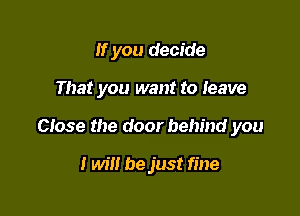 If you decide
That you want to leave
Close the door behind you
I will be just fine